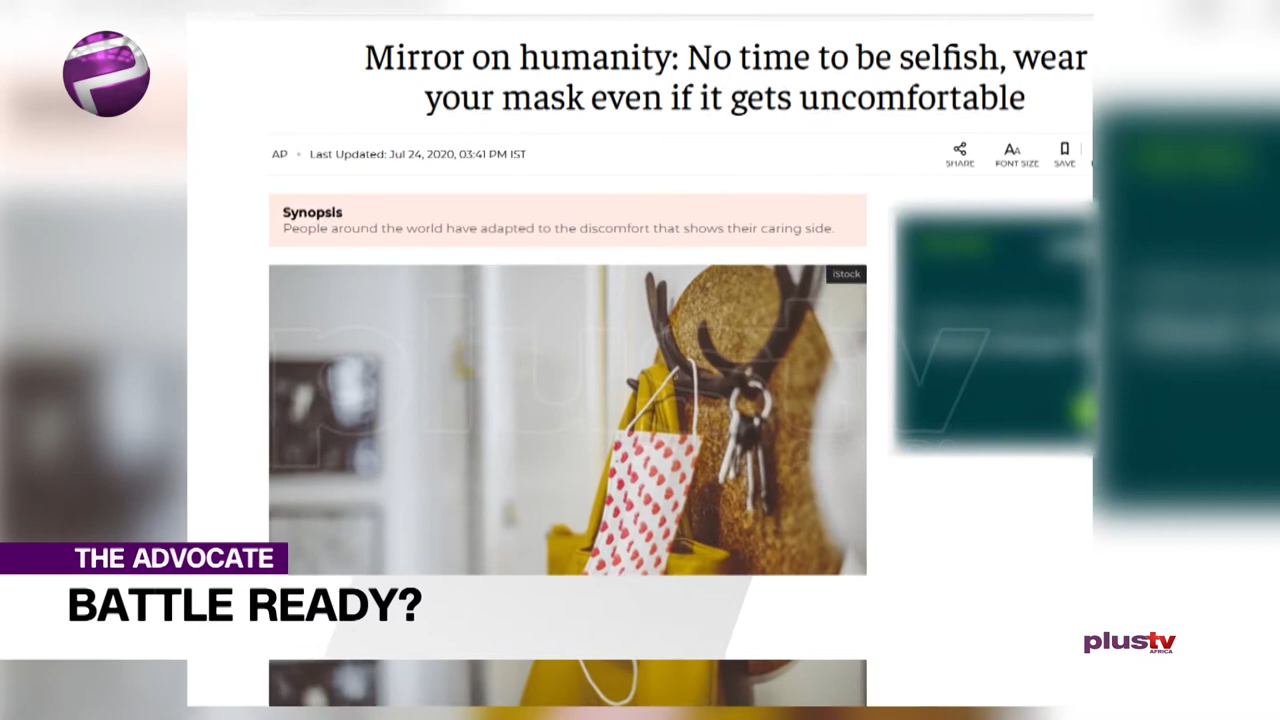 Mirror on humanity: No time to be selfish, wear
your mask even if it gets uncomfortable
AP • Last Updated: Jul 24, 2020, 03:41 PM IST
SHARE
FONT SIZE
SAVE
Synopsis
People around the world have adapted to the discomfort that shows their caring side.
iStock
plustv
THE ADVOCATE
BATTLE READY?
plustv
AFRICA